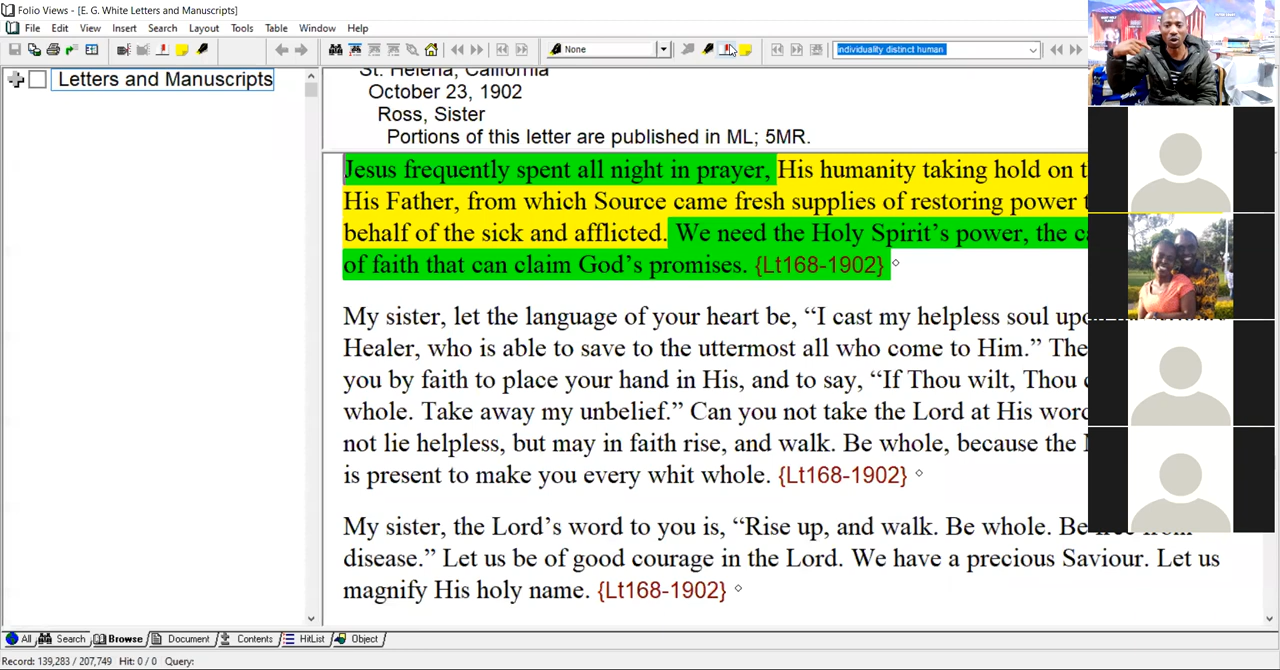 Folio Views - [E. G. White Letters and Manuscripts]
File Edit View Insert Search Layout Tools Table Window Help
None
individuality distinct human
Letters and Manuscripts
St. Helena, California
October 23, 1902
Ross, Sister
Portions of this letter are published in ML; 5MR.
Jesus frequently spent all night in prayer, His humanity taking hold on
His Father, from which Source came fresh supplies of restoring power
behalf of the sick and afflicted. We need the Holy Spirit’s power, the
of faith that can claim God’s promises. {Lt168-1902}
My sister, let the language of your heart be, “I cast my helpless soul
Healer, who is able to save to the uttermost all who come to Him.”
you by faith to place your hand in His, and to say, “If Thou wilt, Thou
whole. Take away my unbelief.” Can you not take the Lord at His
not lie helpless, but may in faith rise, and walk. Be whole, because the
is present to make you every whit whole. {Lt168-1902}
My sister, the Lord’s word to you is, “Rise up, and walk. Be whole. Be free from
disease.” Let us be of good courage in the Lord. We have a precious Saviour. Let us
magnify His holy name. {Lt168-1902}
All Search Browse Document Contents HitList Object
Record: 139,283 / 207,749 Hit: 0 / 0 Query: